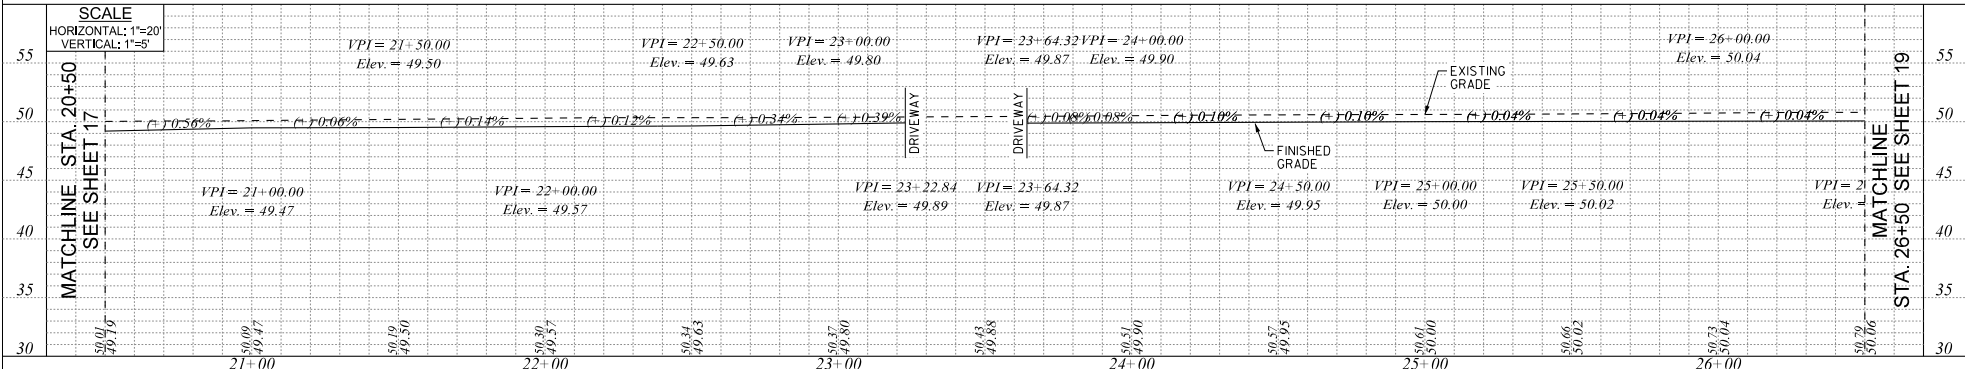 SCALE
HORIZONTAL: 1"=20'
VERTICAL: 1"=5'
VPI = 21+50.00
Elev. = 49.50
VPI = 22+50.00
Elev. = 49.63
VPI = 23+00.00
Elev. = 49.80
VPI = 23+64.32
Elev. = 49.87
VPI = 24+00.00
Elev. = 49.90
VPI = 26+00.00
Elev. = 50.04
55
50
45
40
35
30
MATCHLINE STA. 20+50
SEE SHEET 17
(+) 0.56%
(+) 0.06%
(+) 0.14%
(+) 0.12%
(+) 0.34%
(+) 0.39%
DRIVEWAY
DRIVEWAY
(+) 0.08%
(+) 0.08%
(+) 0.10%
(+) 0.10%
(+) 0.04%
(+) 0.04%
(+) 0.04%
EXISTING
GRADE
FINISHED
GRADE
VPI = 21+00.00
Elev. = 49.47
VPI = 22+00.00
Elev. = 49.57
VPI = 23+22.84
Elev. = 49.89
VPI = 23+64.32
Elev. = 49.87
VPI = 24+50.00
Elev. = 49.95
VPI = 25+00.00
Elev. = 50.00
VPI = 25+50.00
Elev. = 50.02
VPI = 2
Elev. =
MATCHLINE
STA. 26+50 SEE SHEET 19
55
50
45
40
35
30
50.01
49.19
50.09
49.47
50.19
49.50
50.30
49.57
50.34
49.63
50.37
49.80
50.43
49.88
50.51
49.90
50.57
49.95
50.61
50.00
50.66
50.02
50.73
50.04
50.79
50.06
21+00
22+00
23+00
24+00
25+00
26+00